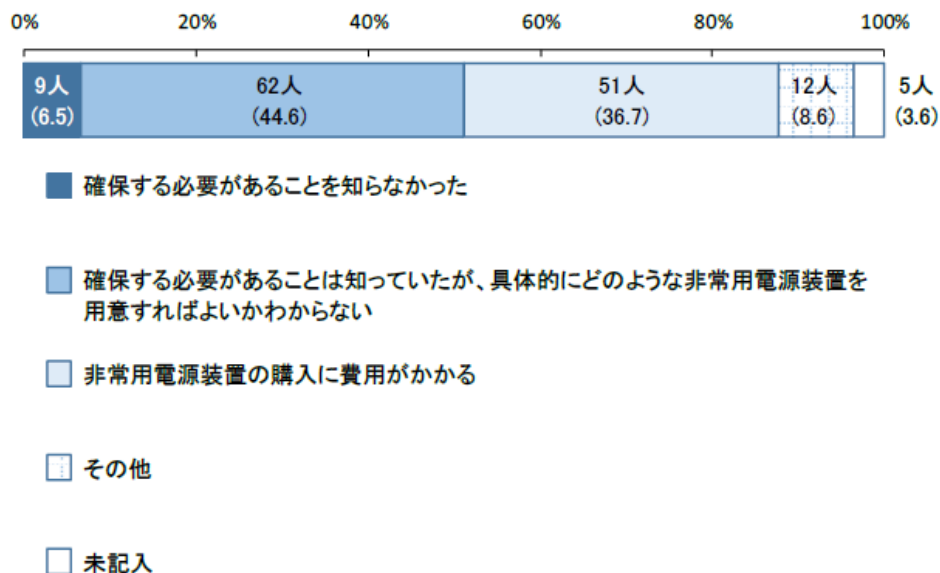 0% 20% 40% 60% 80% 100%
9人 62人 51人 12人 5人
(6.5) (44.6) (36.7) (8.6) (3.6)
確保する必要があることを知らなかった
確保する必要があることは知っていたが、具体的にどのような非常用電源装置を
用意すればよいかわからない
非常用電源装置の購入に費用がかかる
その他
未記入